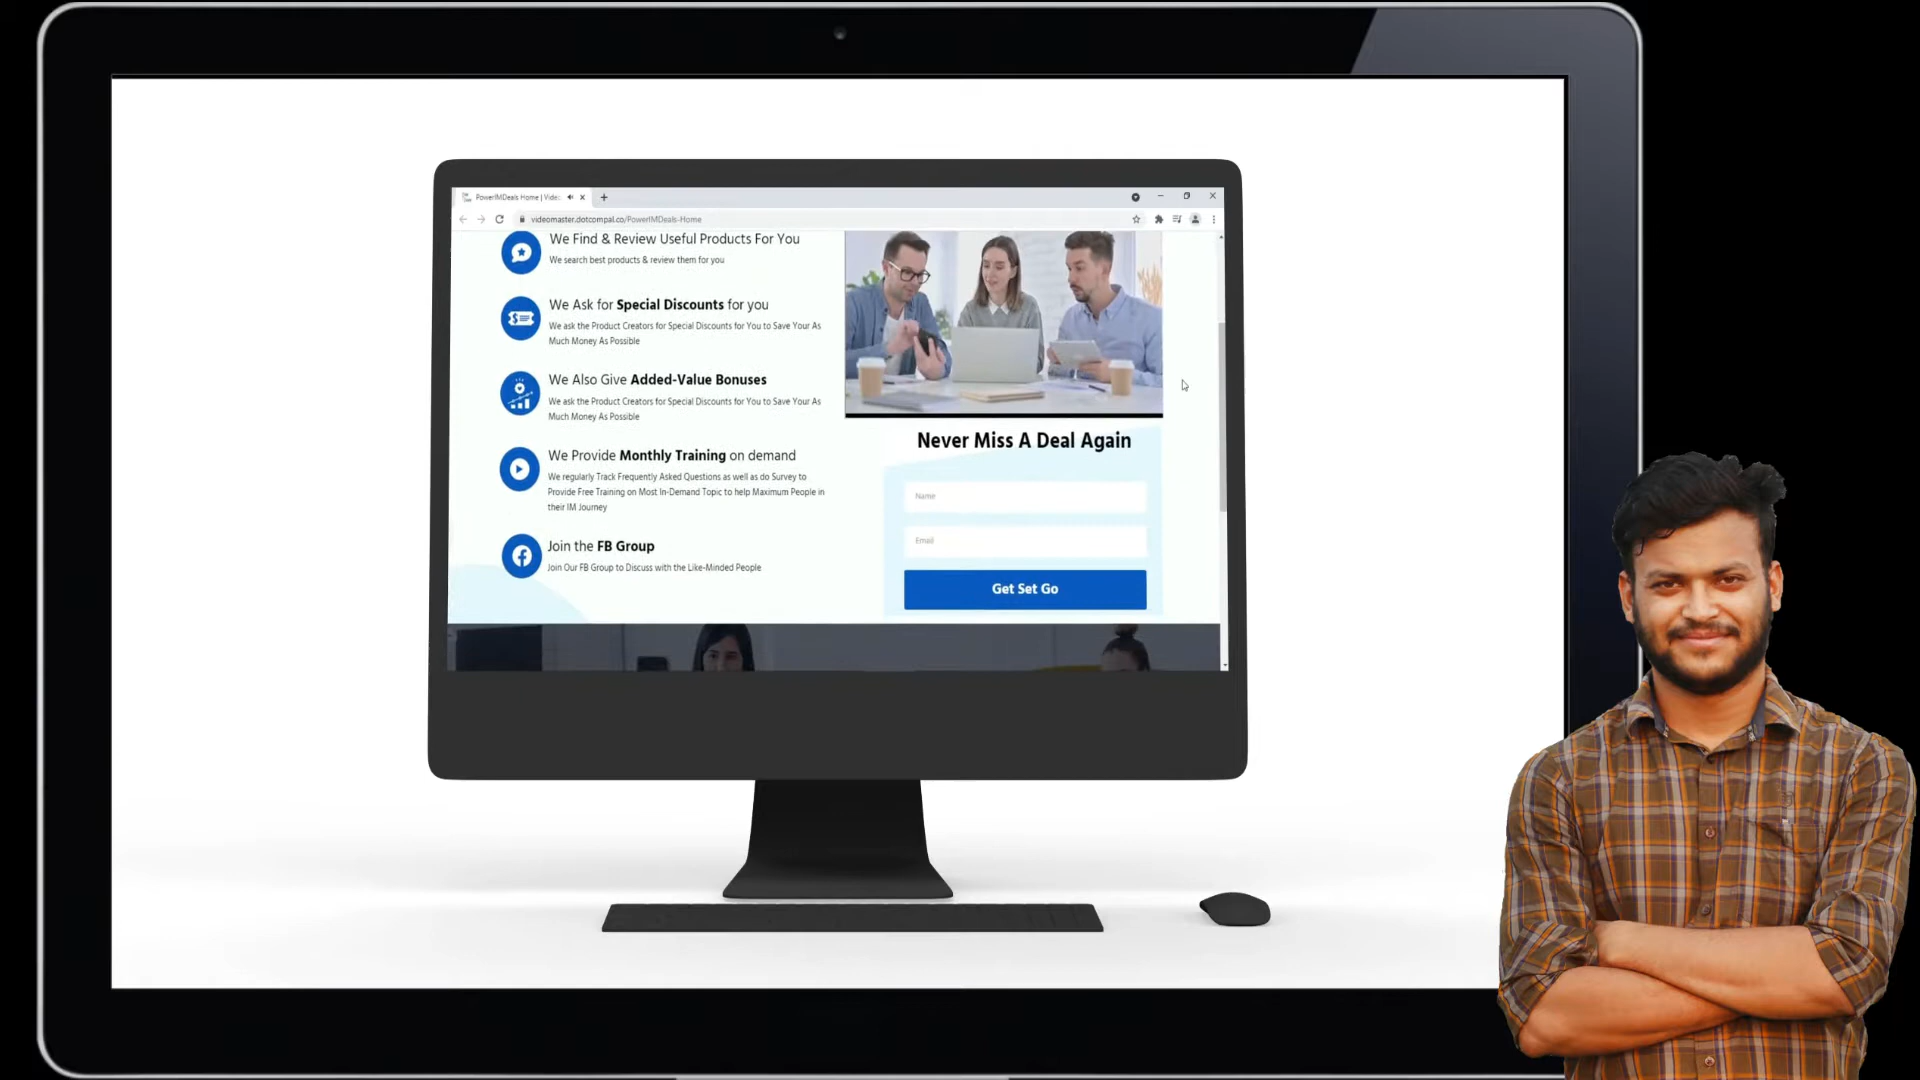 PowerIMDeals Home | Vide
videomaster.dotcompal.co/PowerIMDeals-Home
We Find & Review Useful Products For You
We search best products & review them for you
We Ask for Special Discounts for you
We ask the Product Creators for Special Discounts for You to Save Your As
Much Money As Possible
We Also Give Added-Value Bonuses
We ask the Product Creators for Special Discounts for You to Save Your As
Much Money As Possible
We Provide Monthly Training on demand
We regularly Track Frequently Asked Questions as well as do Survey to
Provide Free Training on Most In-Demand Topic to help Maximum People in
their IM Journey
Join the FB Group
Join Our FB Group to Discuss with the Like-Minded People
Never Miss A Deal Again
Name
Email
Get Set Go